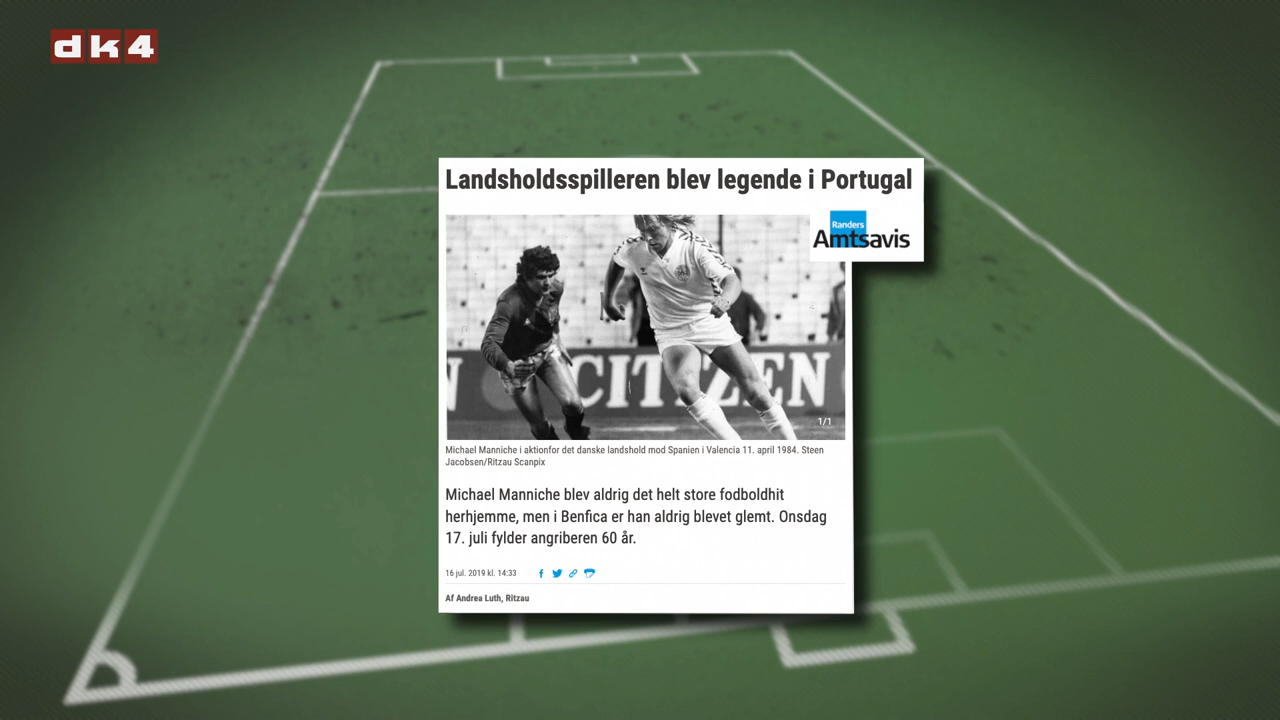 dk4
Landsholdsspilleren blev legende i Portugal
Randers
Amtsavis
N CITIZEN
1/1
Michael Manniche i aktionfor det danske landshold mod Spanien i Valencia 11. april 1984. Steen
Jacobsen/Ritzau Scanpix
Michael Manniche blev aldrig det helt store fodboldhit
herhjemme, men i Benfica er han aldrig blevet glemt. Onsdag
17. juli fylder angriberen 60 år.
16 jul. 2019 kl. 14:33
Af Andrea Luth, Ritzau